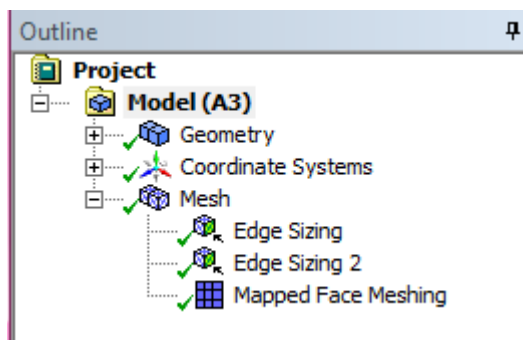 Outline
Project
Model (A3)
Geometry
Coordinate Systems
Mesh
Edge Sizing
Edge Sizing 2
Mapped Face Meshing